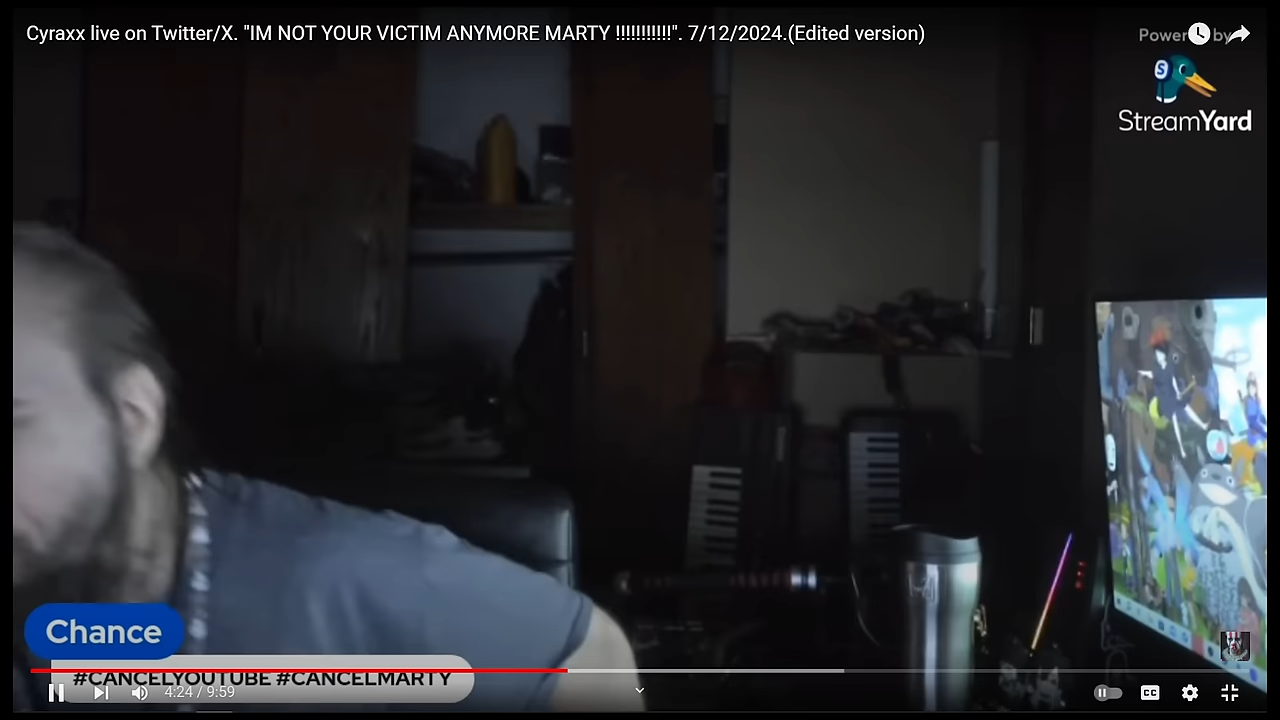 Cyraxx live on Twitter/X. "IM NOT YOUR VICTIM ANYMORE MARTY !!!!!!!!!!!". 7/12/2024.(Edited version)
Powered by
StreamYard
Chance
#CANCELYOUTUBE #CANCELMARTY
4:24 / 9:59
CC